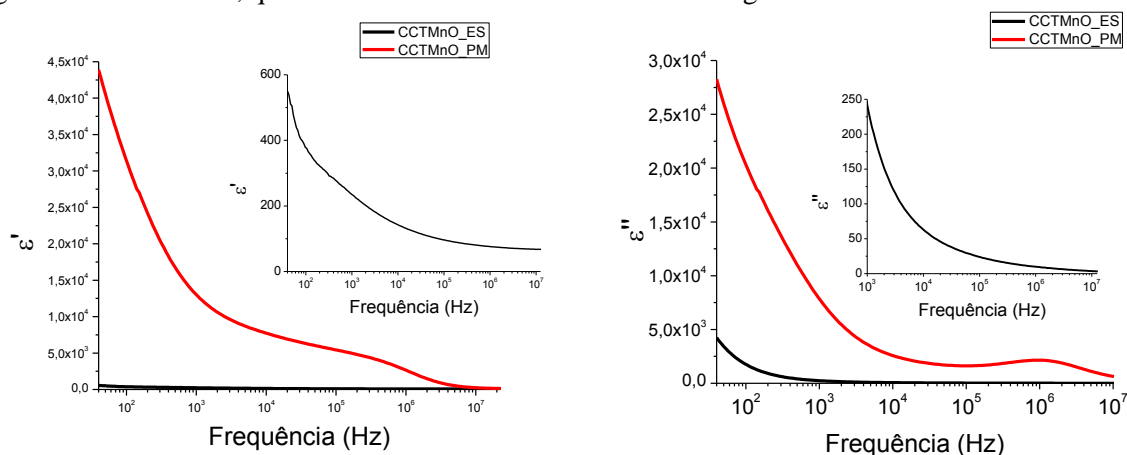 CCTMnO_ES
CCTMnO_PM
4,5x10⁴
4,0x10⁴
3,5x10⁴
3,0x10⁴
2,5x10⁴
2,0x10⁴
1,5x10⁴
1,0x10⁴
5,0x10³
0,0
ε'
10² 10³ 10⁴ 10⁵ 10⁶ 10⁷
Frequência (Hz)
600
400
200
0
ε'
10² 10³ 10⁴ 10⁵ 10⁶ 10⁷
Frequência (Hz)
CCTMnO_ES
CCTMnO_PM
3,0x10⁴
2,5x10⁴
2,0x10⁴
1,5x10⁴
1,0x10⁴
5,0x10³
0,0
ε''
10² 10³ 10⁴ 10⁵ 10⁶ 10⁷
Frequência (Hz)
250
200
150
100
50
0
ε''
10³ 10⁴ 10⁵ 10⁶ 10⁷
Frequência (Hz)